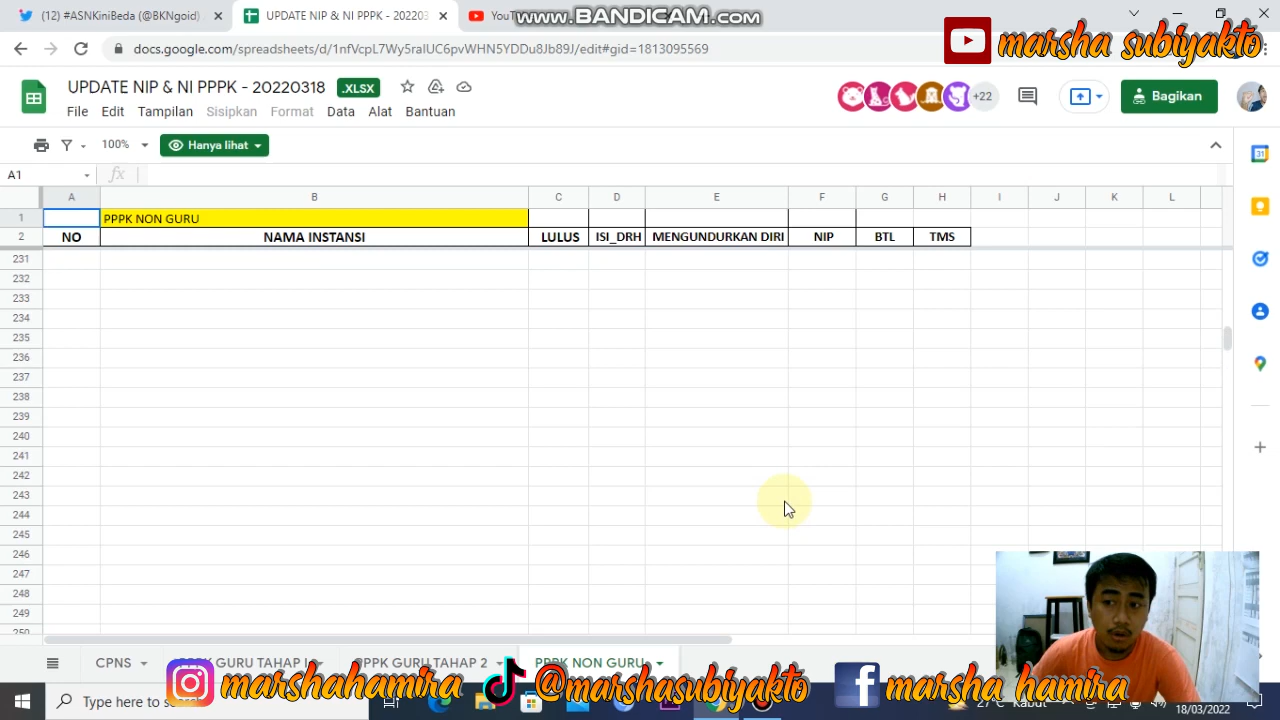 #ASNKiniBeda (@BKNgoid)
UPDATE NIP & NI PPPK - 202203
www.BANDICAM.com
docs.google.com/spreadsheets/d/1nfVcpL7Wy5raIUC6pvWHN5YDDu8Jb89J/edit#gid=1813095569
marsha subiyakto
UPDATE NIP & NI PPPK - 20220318
.XLSX
File Edit Tampilan Sisipkan Format Data Alat Bantuan
+22
Bagikan
100%
Hanya lihat
A1
fx
A B C D E F G H I J K L
1 PPPK NON GURU
2 NO NAMA INSTANSI LULUS ISI_DRH MENGUNDURKAN DIRI NIP BTL TMS
231
232
233
234
235
236
237
238
239
240
241
242
243
244
245
246
247
248
249
250
CPNS GURU TAHAP PPPK GURU TAHAP 2 PPPK NON GURU
marshahamira
@marshasubiyakto
marsha hamira
Type here to
18/03/2022